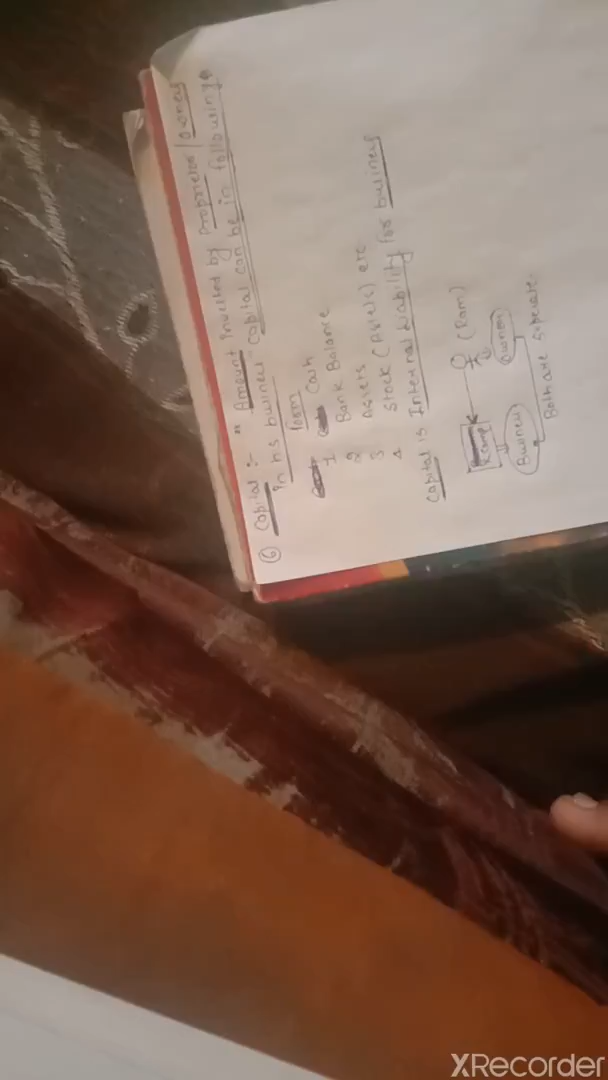 ⑥ Capital :- " Amount Invested by Proprietor / owner
in his business" Capital can be in following
form
1 Cash
2 Bank Balance
3 Assets
4 Stock (Assets) etc
Capital is Internal Liability for business
(Ram)
Business
owner
Both are seperate
XRecorder